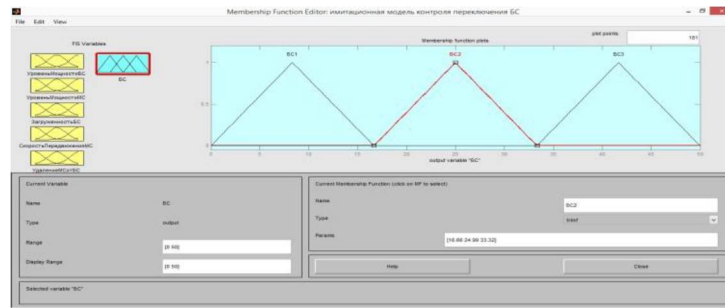 Membership Function Editor: имитационная модель контроля переключения БС
File Edit View
FIS Variables
Membership function plots
plot points:
181
УровеньМощностиБС
УровеньМощностиМС
ЗагруженностьБС
СкоростьПередвиженияМС
УдалениеМСотБС
БС
БС1
БС2
БС3
1
0.5
0
0 5 10 15 20 25 30 35 40 45 50
output variable "БС"
Current Variable
Name
БС
Type
output
Range
[0 50]
Display Range
[0 50]
Current Membership Function (click on MF to select)
Name
БС2
Type
trimf
Params
[16.68 24.99 33.32]
Help
Close
Selected variable "БС"